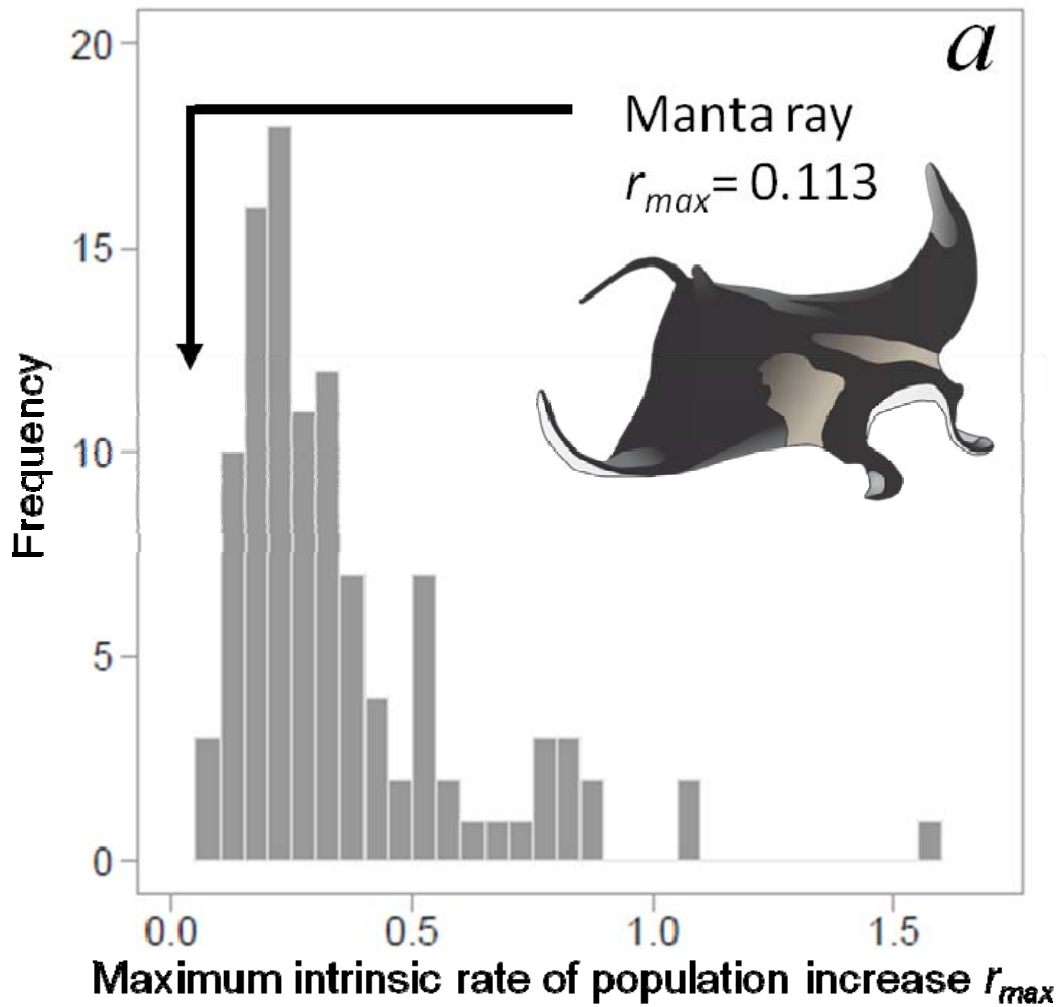 a
Manta ray
rmax= 0.113
20
15
10
5
0
Frequency
0.0 0.5 1.0 1.5
Maximum intrinsic rate of population increase rmax